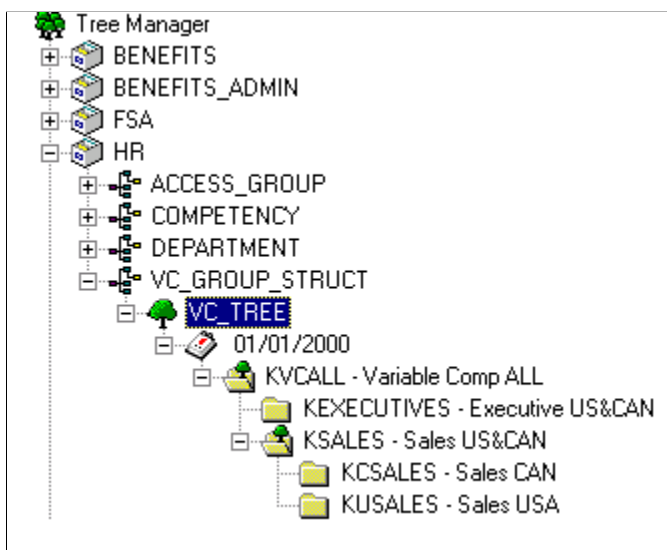 Tree Manager
BENEFITS
BENEFITS_ADMIN
FSA
HR
ACCESS_GROUP
COMPETENCY
DEPARTMENT
VC_GROUP_STRUCT
VC_TREE
01/01/2000
KVCALL - Variable Comp ALL
KEXECUTIVES - Executive US&CAN
KSALES - Sales US&CAN
KCSALES - Sales CAN
KUSALES - Sales USA